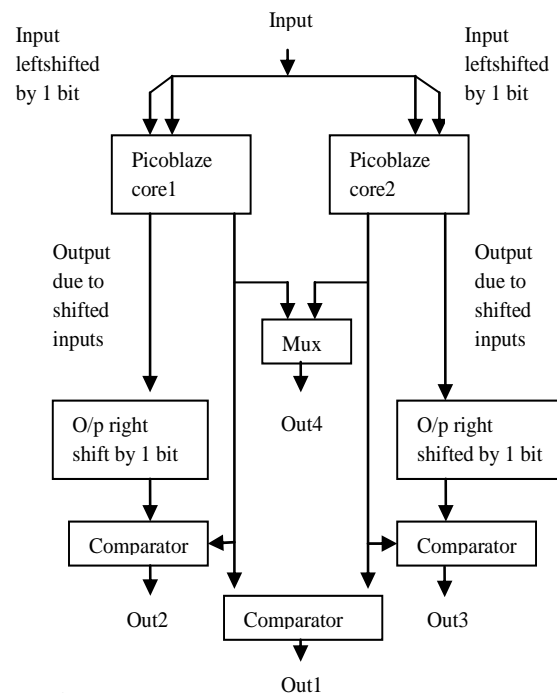 Input
Input
leftshifted
by 1 bit
Input
leftshifted
by 1 bit
Picoblaze
core1
Picoblaze
core2
Output
due to
shifted
inputs
Output
due to
shifted
inputs
Mux
Out4
O/p right
shift by 1 bit
O/p right
shifted by 1 bit
Comparator
Comparator
Out2
Comparator
Out3
Out1